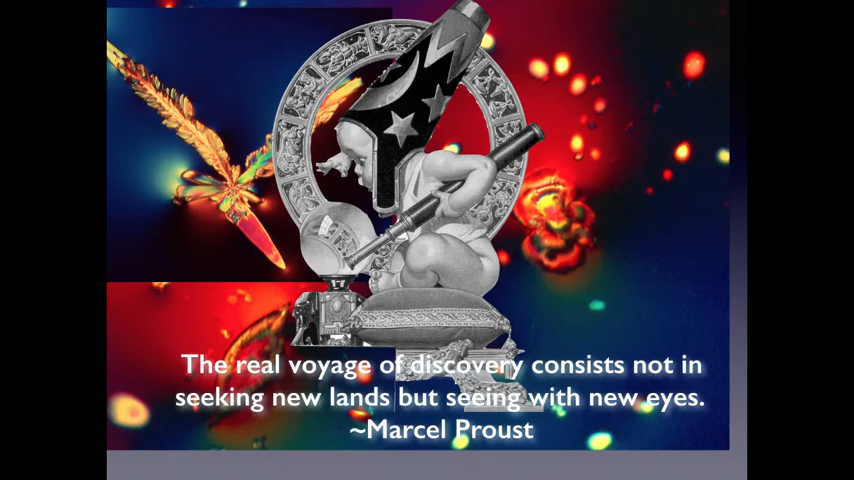 The real voyage of discovery consists not in
seeking new lands but seeing with new eyes.
~Marcel Proust